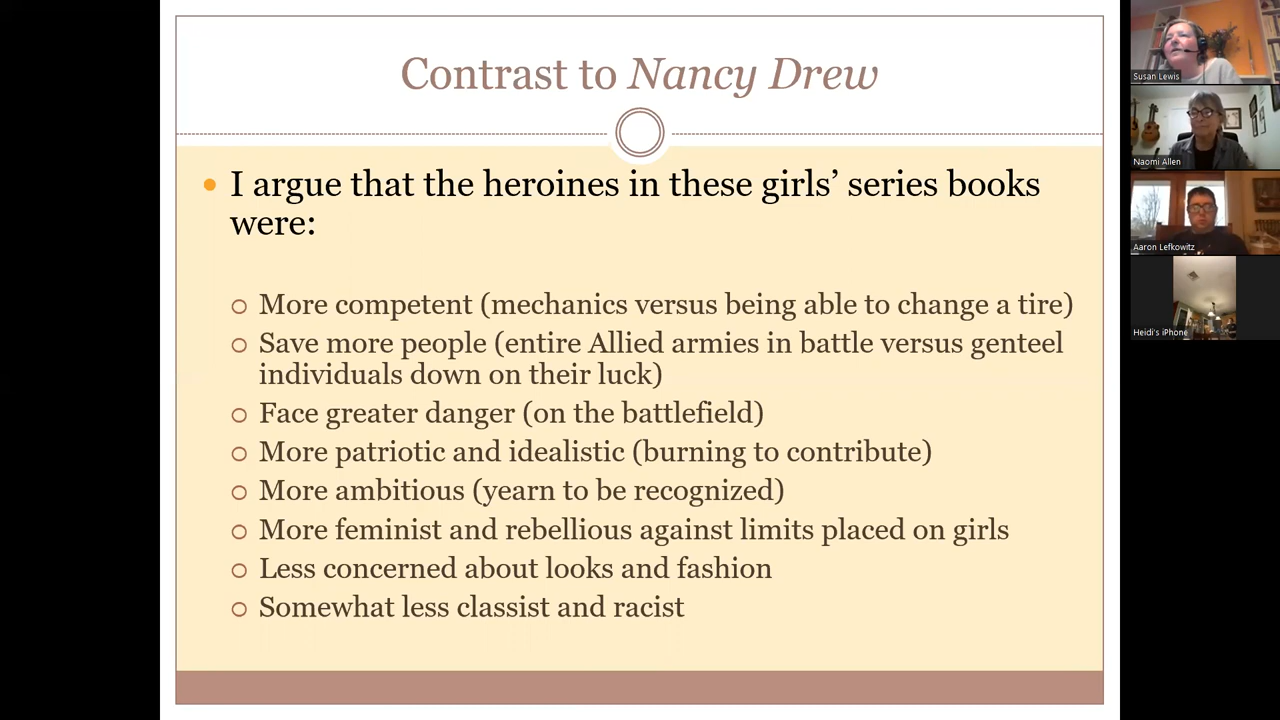 Contrast to Nancy Drew
I argue that the heroines in these girls’ series books
were:
More competent (mechanics versus being able to change a tire)
Save more people (entire Allied armies in battle versus genteel
individuals down on their luck)
Face greater danger (on the battlefield)
More patriotic and idealistic (burning to contribute)
More ambitious (yearn to be recognized)
More feminist and rebellious against limits placed on girls
Less concerned about looks and fashion
Somewhat less classist and racist
Susan Lewis
Naomi Allen
Aaron Lefkowitz
Heidi's iPhone